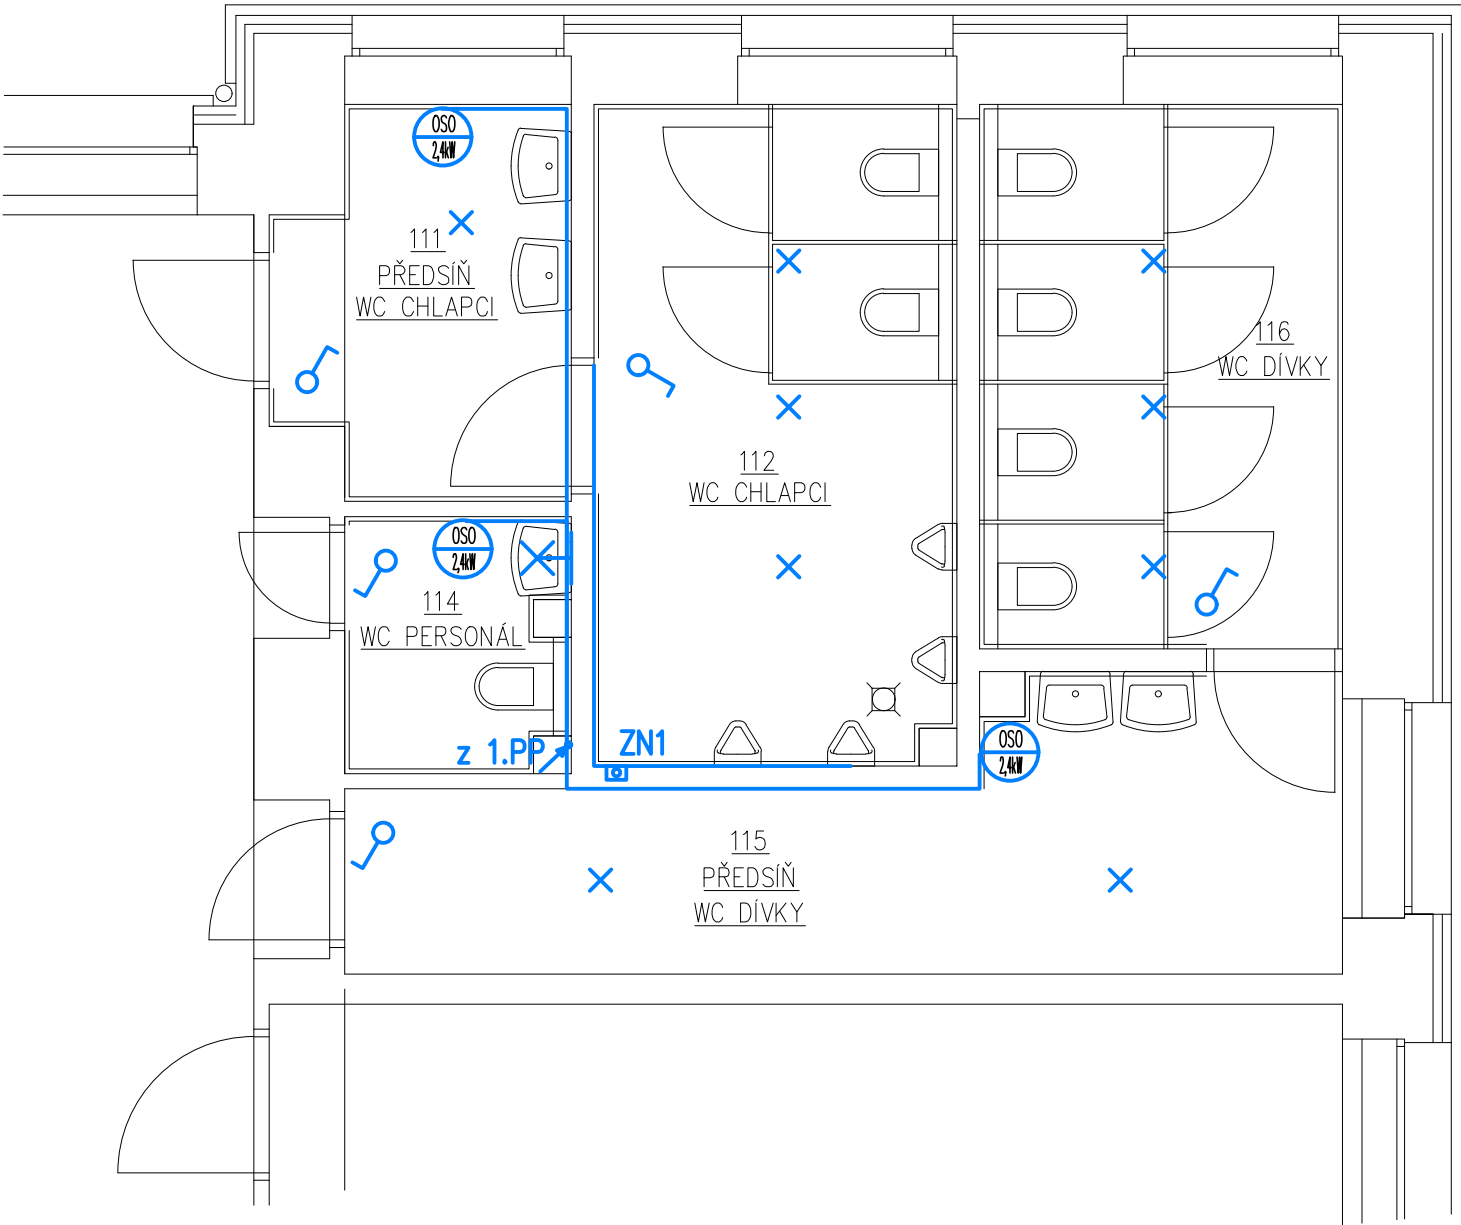 OSO
2,4kW
111
PŘEDSÍŇ
WC CHLAPCI
116
WC DÍVKY
112
WC CHLAPCI
OSO
2,4kW
114
WC PERSONÁL
z 1.PP
ZN1
OSO
2,4kW
115
PŘEDSÍŇ
WC DÍVKY